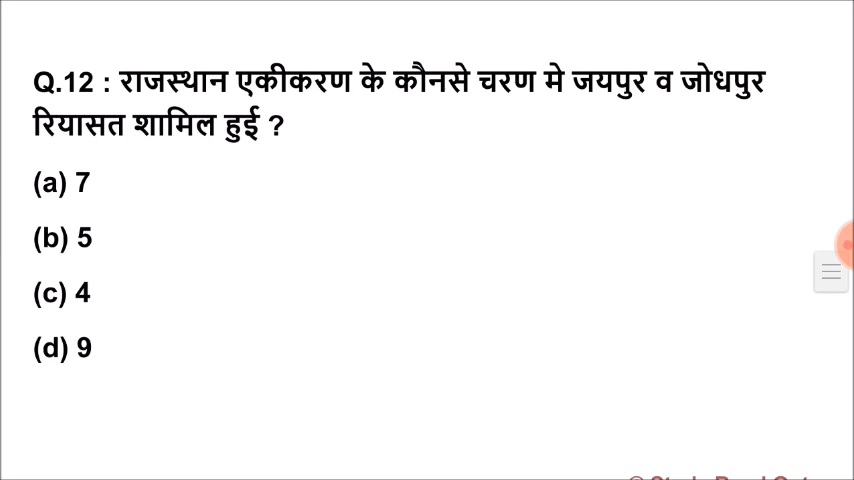 Q.12 : राजस्थान एकीकरण के कौनसे चरण मे जयपुर व जोधपुर
रियासत शामिल हुई ?
(a) 7
(b) 5
(c) 4
(d) 9